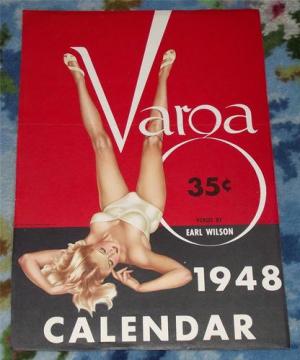 Varga
35¢
VERSES BY
EARL WILSON
1948
CALENDAR